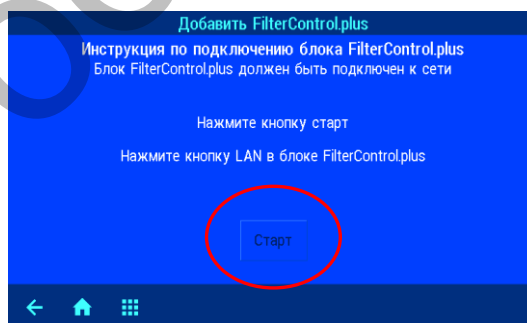 Добавить FilterControl.plus
Инструкция по подключению блока FilterControl.plus
Блок FilterControl.plus должен быть подключен к сети
Нажмите кнопку старт
Нажмите кнопку LAN в блоке FilterControl.plus
Старт